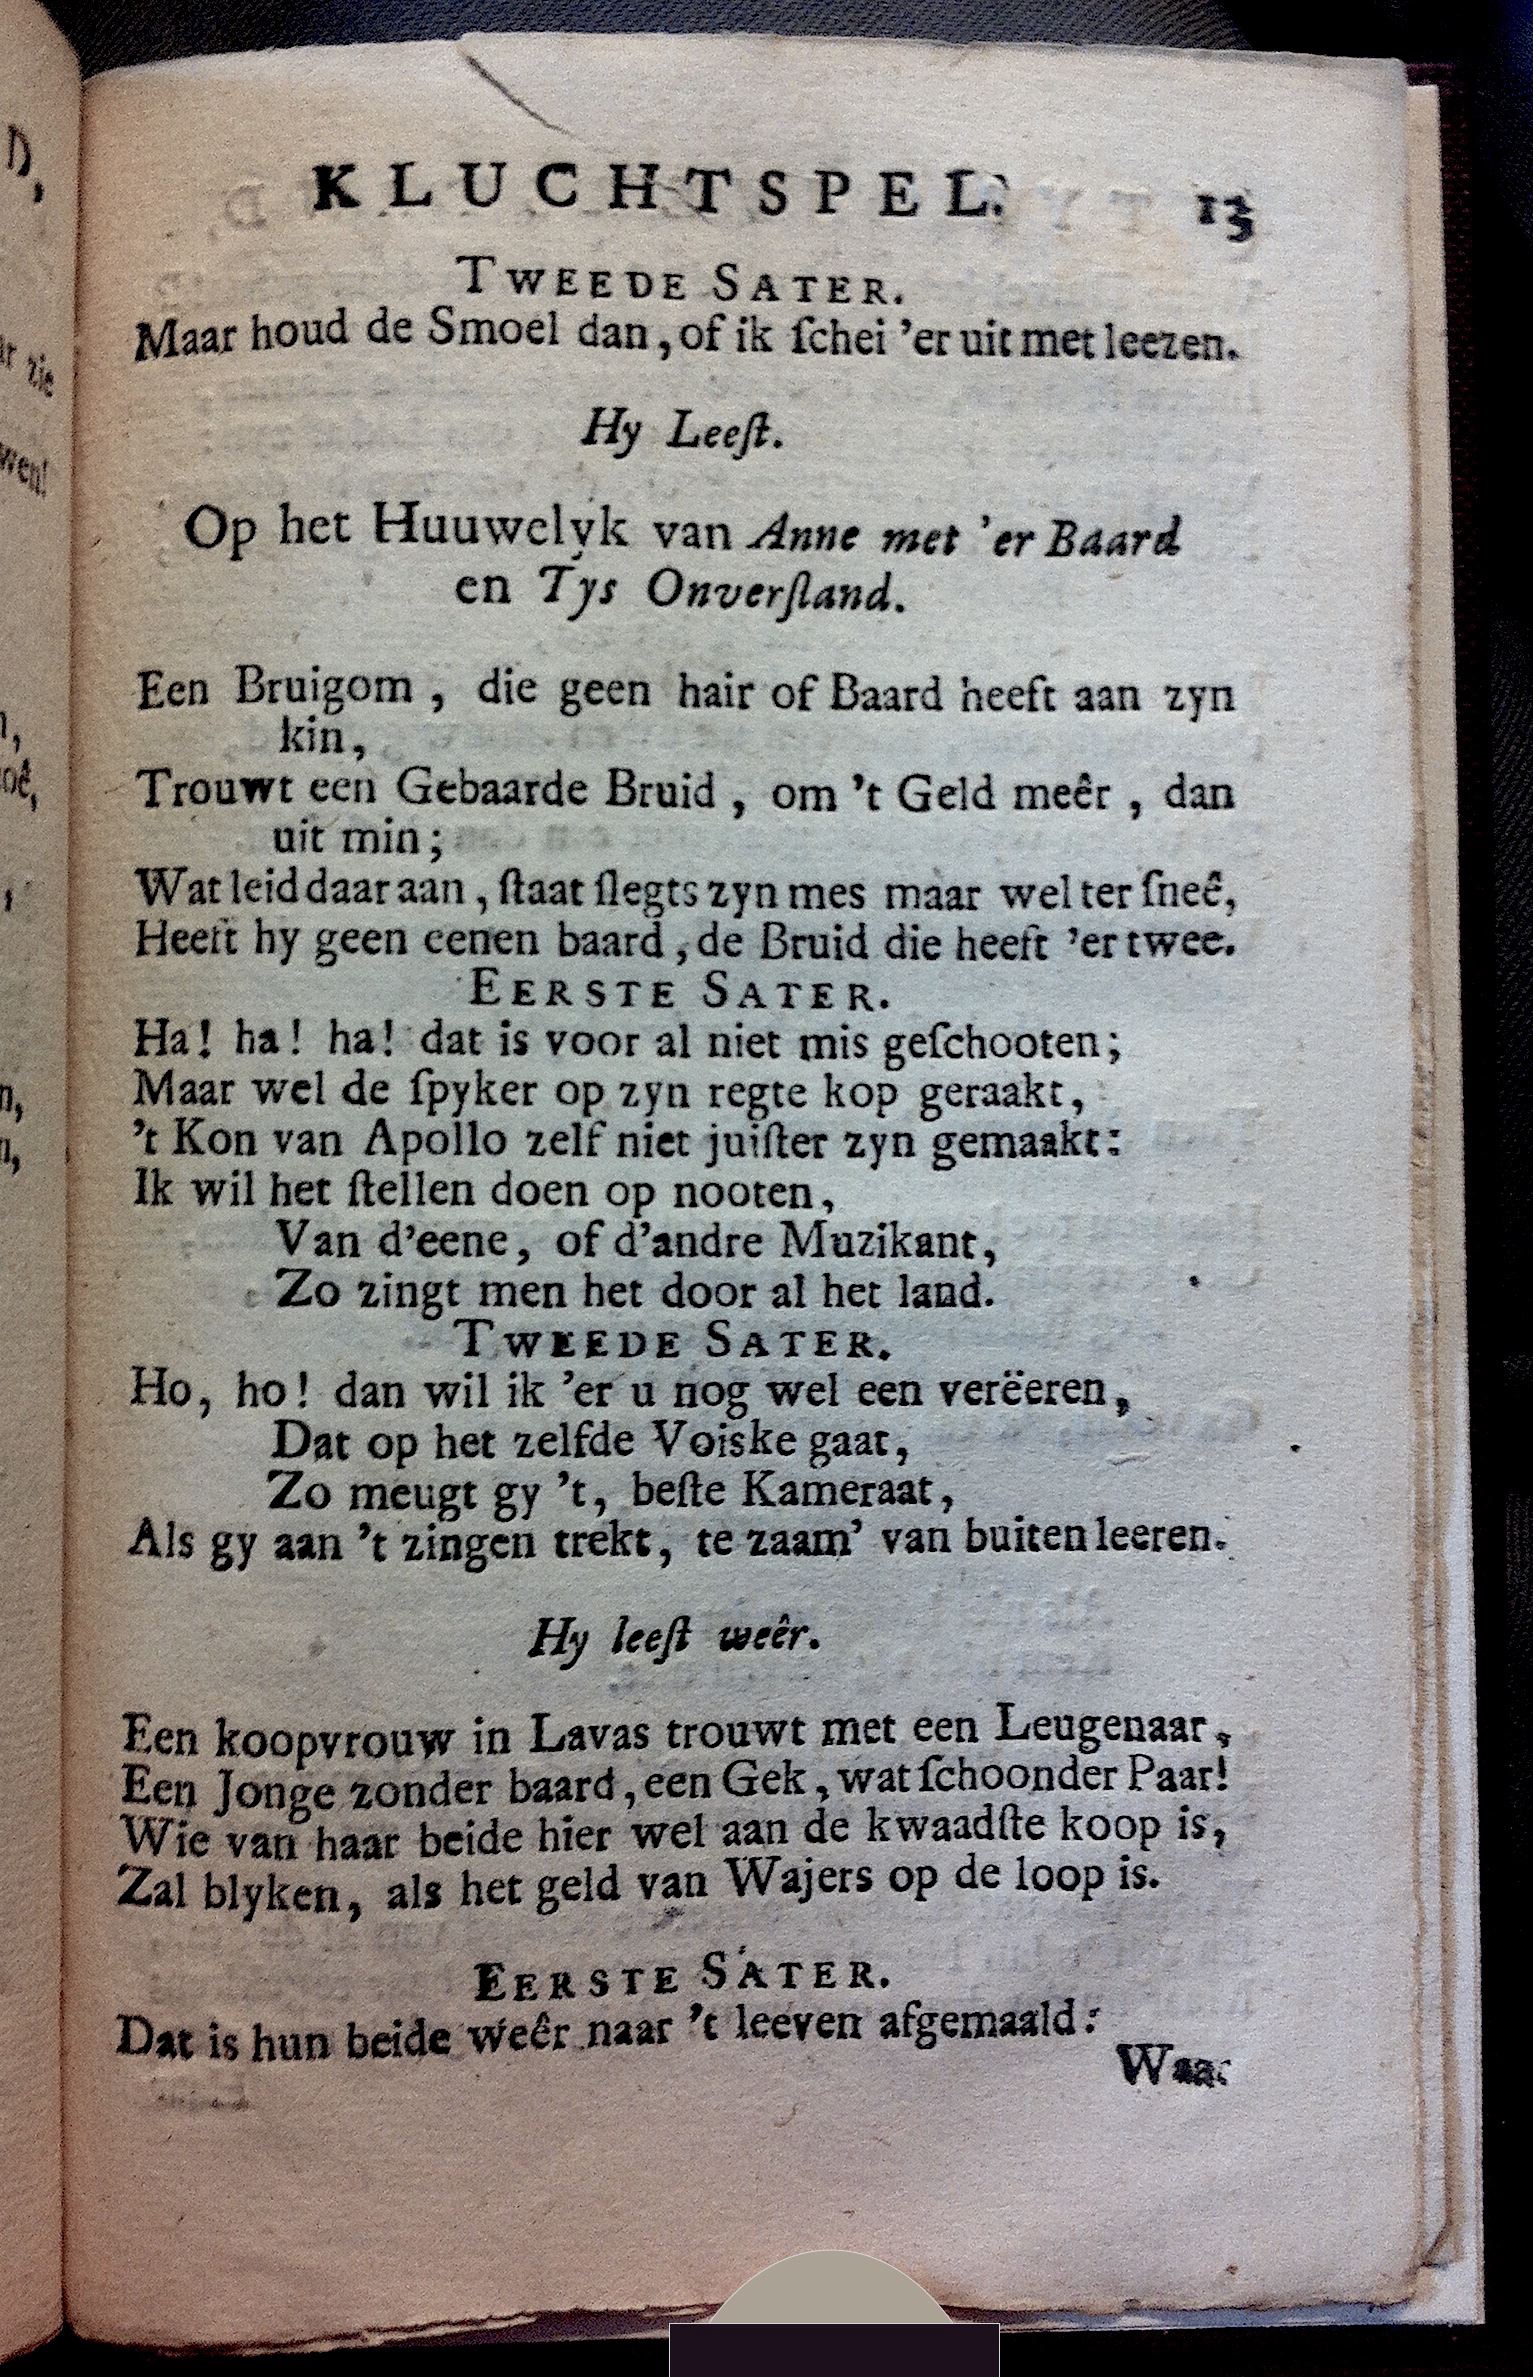 KLUCHTSPEL. 13
TWEEDE SATER.
Maar houd de Smoel dan, of ik ſchei 'er uit met leezen.
Hy Leeſt.
Op het Huuwelyk van Anne met 'er Baard
en Tys Onverſtand.
Een Bruigom, die geen hair of Baard heeft aan zyn
kin,
Trouwt een Gebaarde Bruid, om 't Geld meêr, dan
uit min;
Wat leid daar aan, ſtaat ſlegts zyn mes maar wel ter ſneê,
Heeft hy geen eenen baard, de Bruid die heeft 'er twee.
EERSTE SATER.
Ha! ha! ha! dat is voor al niet mis geſchooten;
Maar wel de ſpyker op zyn regte kop geraakt,
't Kon van Apollo zelf niet juiſter zyn gemaakt:
Ik wil het ſtellen doen op nooten,
Van d'eene, of d'andre Muzikant,
Zo zingt men het door al het land.
TWEEDE SATER.
Ho, ho! dan wil ik 'er u nog wel een verëeren,
Dat op het zelfde Voiske gaat,
Zo meugt gy 't, beſte Kameraat,
Als gy aan 't zingen trekt, te zaam' van buiten leeren.
Hy leeſt weêr.
Een koopvrouw in Lavas trouwt met een Leugenaar,
Een Jonge zonder baard, een Gek, wat ſchoonder Paar!
Wie van haar beide hier wel aan de kwaadſte koop is,
Zal blyken, als het geld van Wajers op de loop is.
EERSTE SATER.
Dat is hun beide weêr naar 't leeven afgemaald:
Waar